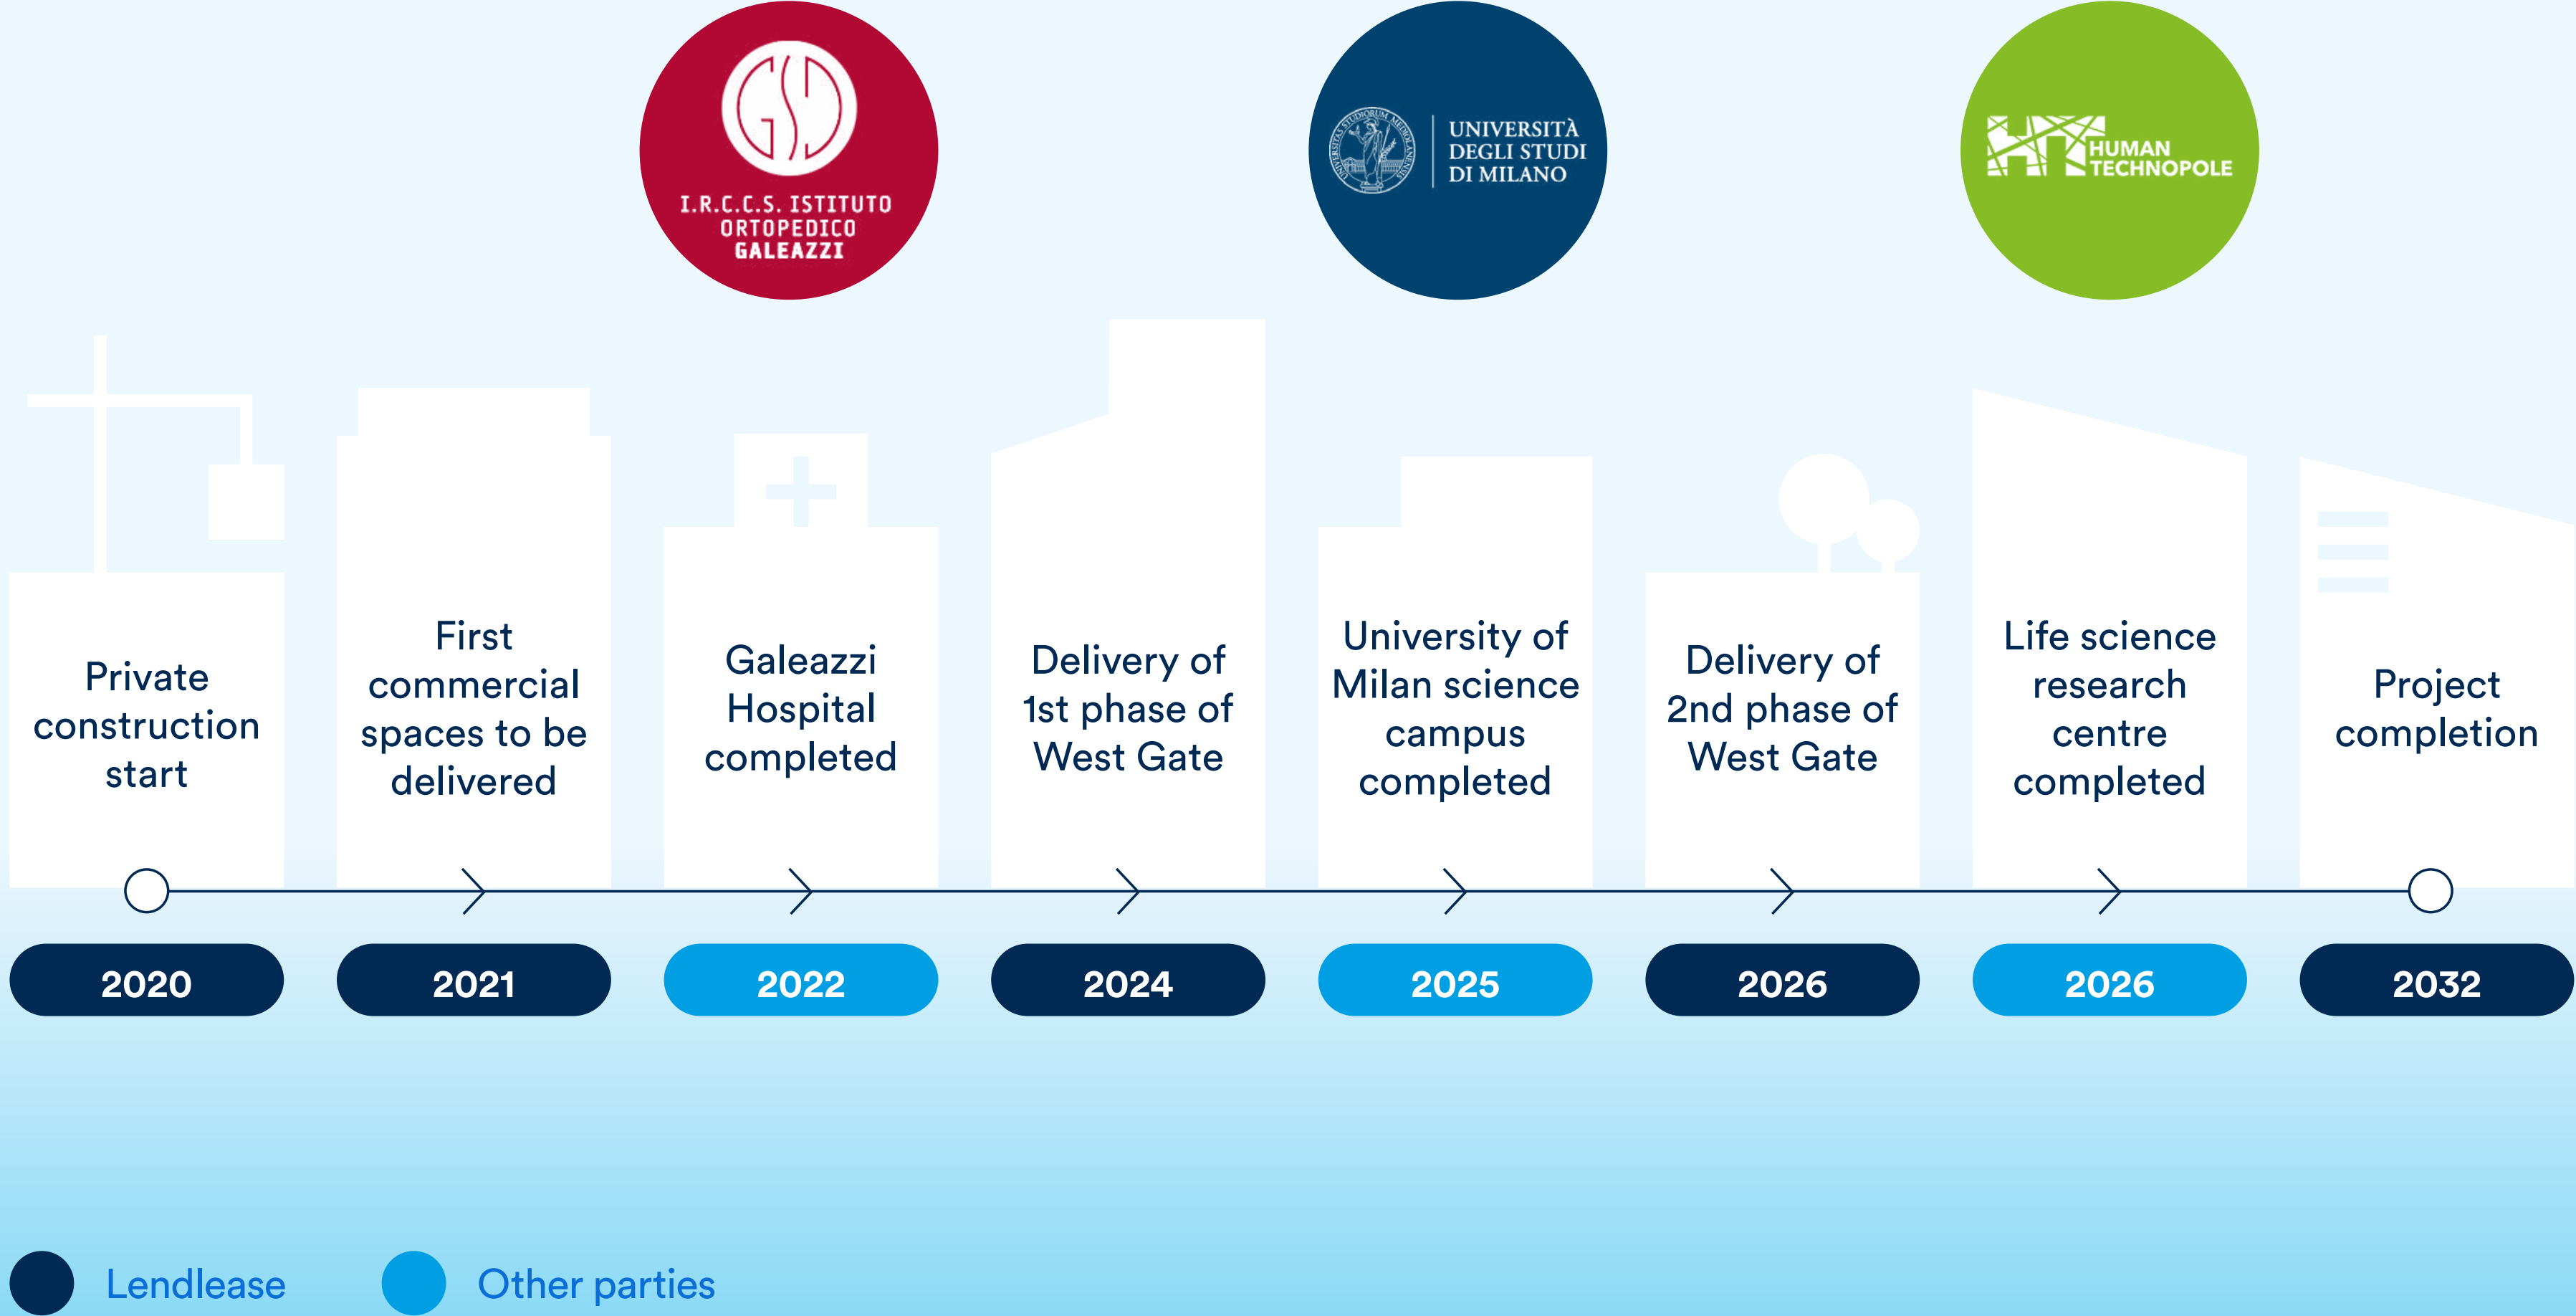 I.R.C.C.S. ISTITUTO
ORTOPEDICO
GALEAZZI
UNIVERSITÀ
DEGLI STUDI
DI MILANO
HUMAN
TECHNOPOLE
Private
construction
start
First
commercial
spaces to be
delivered
Galeazzi
Hospital
completed
Delivery of
1st phase of
West Gate
University of
Milan science
campus
completed
Delivery of
2nd phase of
West Gate
Life science
research
centre
completed
Project
completion
2020
2021
2022
2024
2025
2026
2026
2032
Lendlease
Other parties